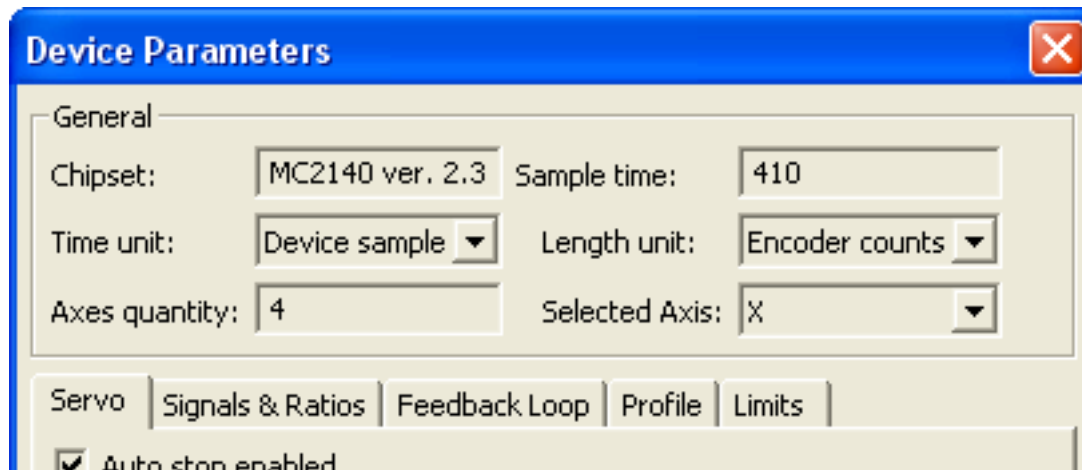 Device Parameters
General
Chipset: MC2140 ver. 2.3 Sample time: 410
Time unit: Device sample Length unit: Encoder counts
Axes quantity: 4 Selected Axis: X
Servo Signals & Ratios Feedback Loop Profile Limits
Auto stop enabled